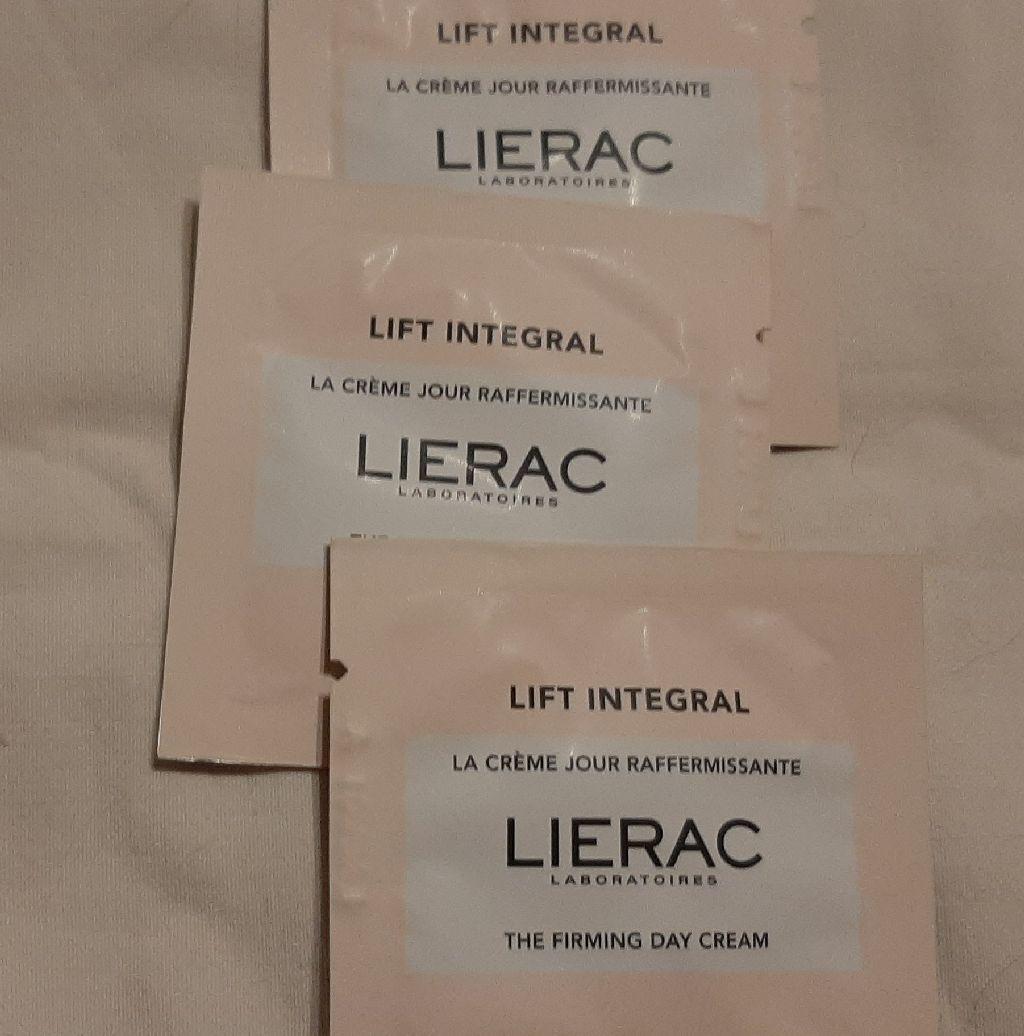 LIFT INTEGRAL
LA CRÈME JOUR RAFFERMISSANTE
LIERAC
LABORATOIRES
LIFT INTEGRAL
LA CRÈME JOUR RAFFERMISSANTE
LIERAC
LABORATOIRES
LIFT INTEGRAL
LA CRÈME JOUR RAFFERMISSANTE
LIERAC
LABORATOIRES
THE FIRMING DAY CREAM